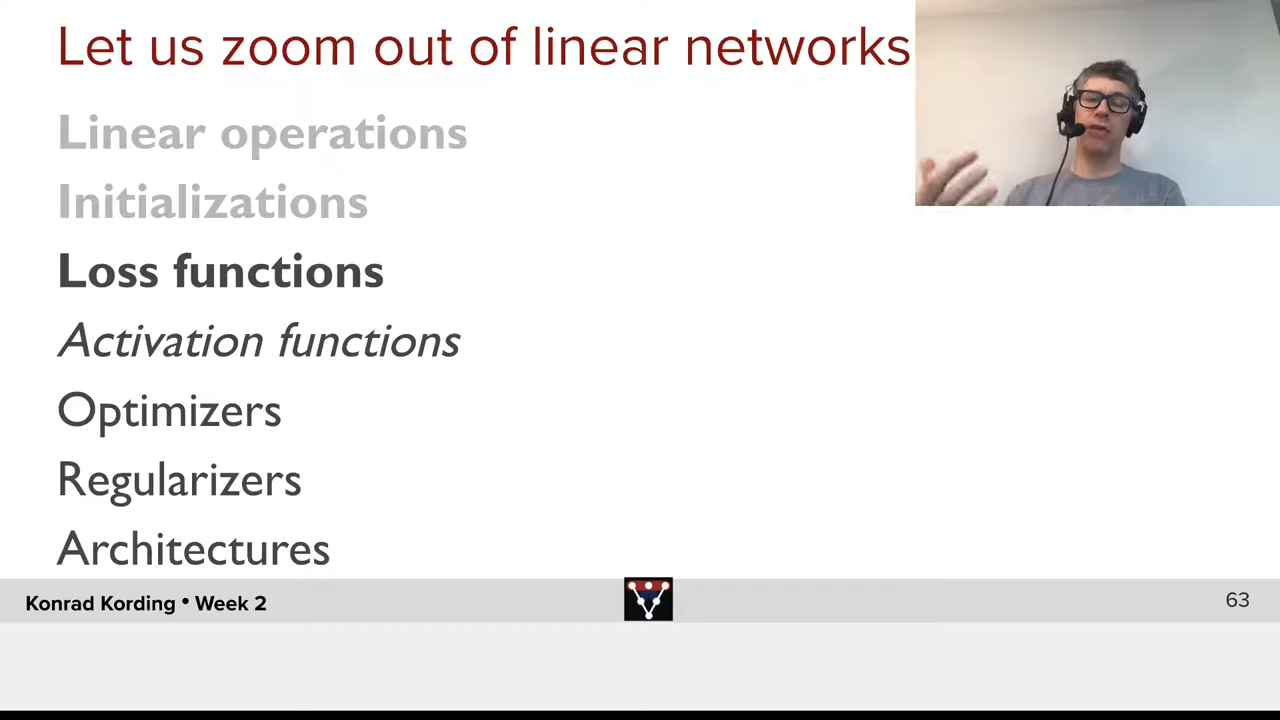 Let us zoom out of linear networks
Linear operations
Initializations
Loss functions
Activation functions
Optimizers
Regularizers
Architectures
Konrad Kording • Week 2
63